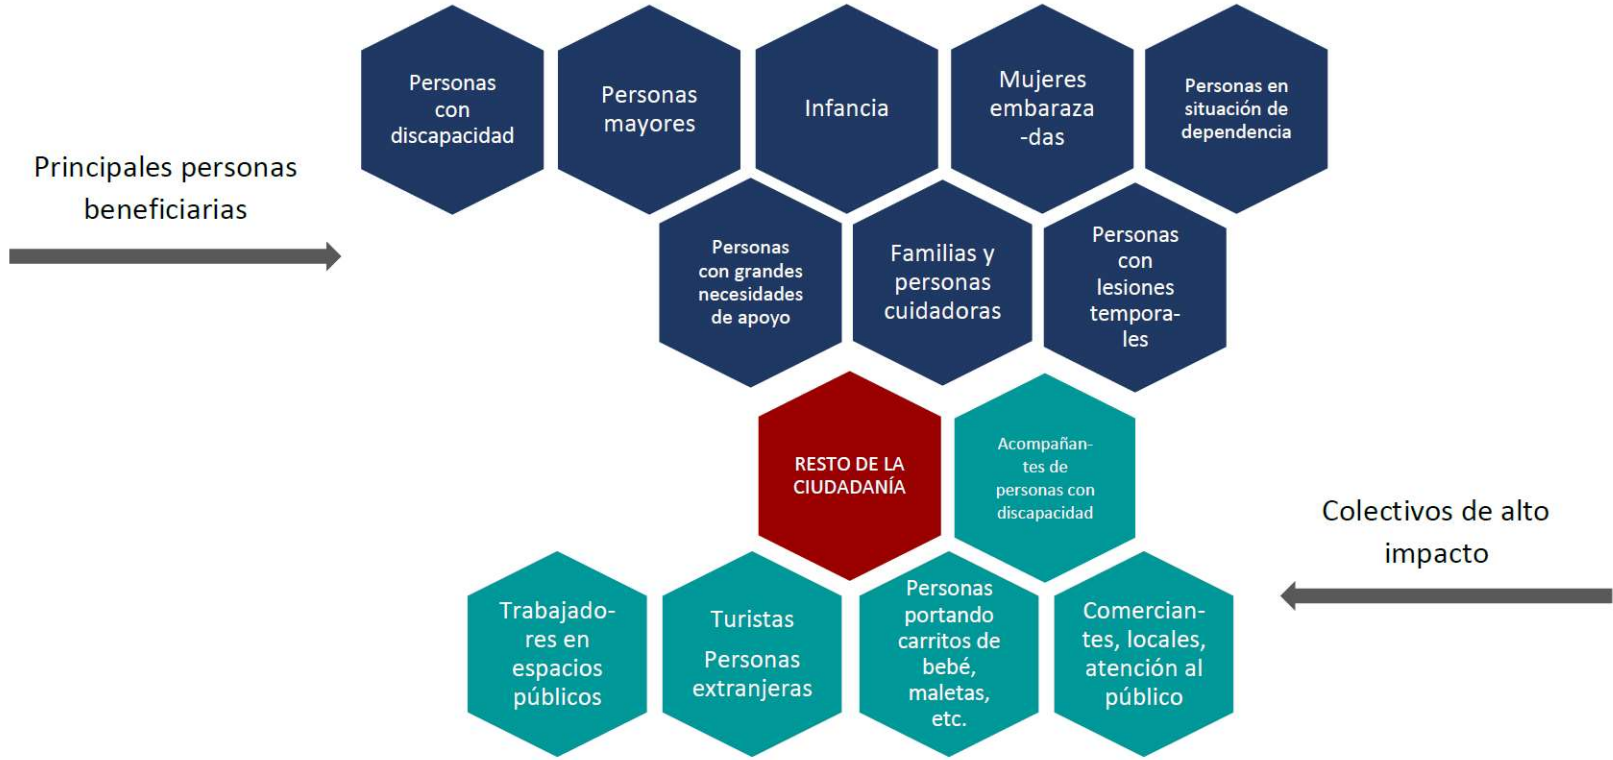 Principales personas
beneficiarias
Personas
con
discapacidad
Personas
mayores
Infancia
Mujeres
embaraza
-das
Personas en
situación de
dependencia
Personas
con grandes
necesidades
de apoyo
Familias y
personas
cuidadoras
Personas
con
lesiones
tempora-
les
RESTO DE LA
CIUDADANÍA
Acompañan-
tes de
personas con
discapacidad
Colectivos de alto
impacto
Trabajado-
res en
espacios
públicos
Turistas
Personas
extranjeras
Personas
portando
carritos de
bebé,
maletas,
etc.
Comercian-
tes, locales,
atención al
público